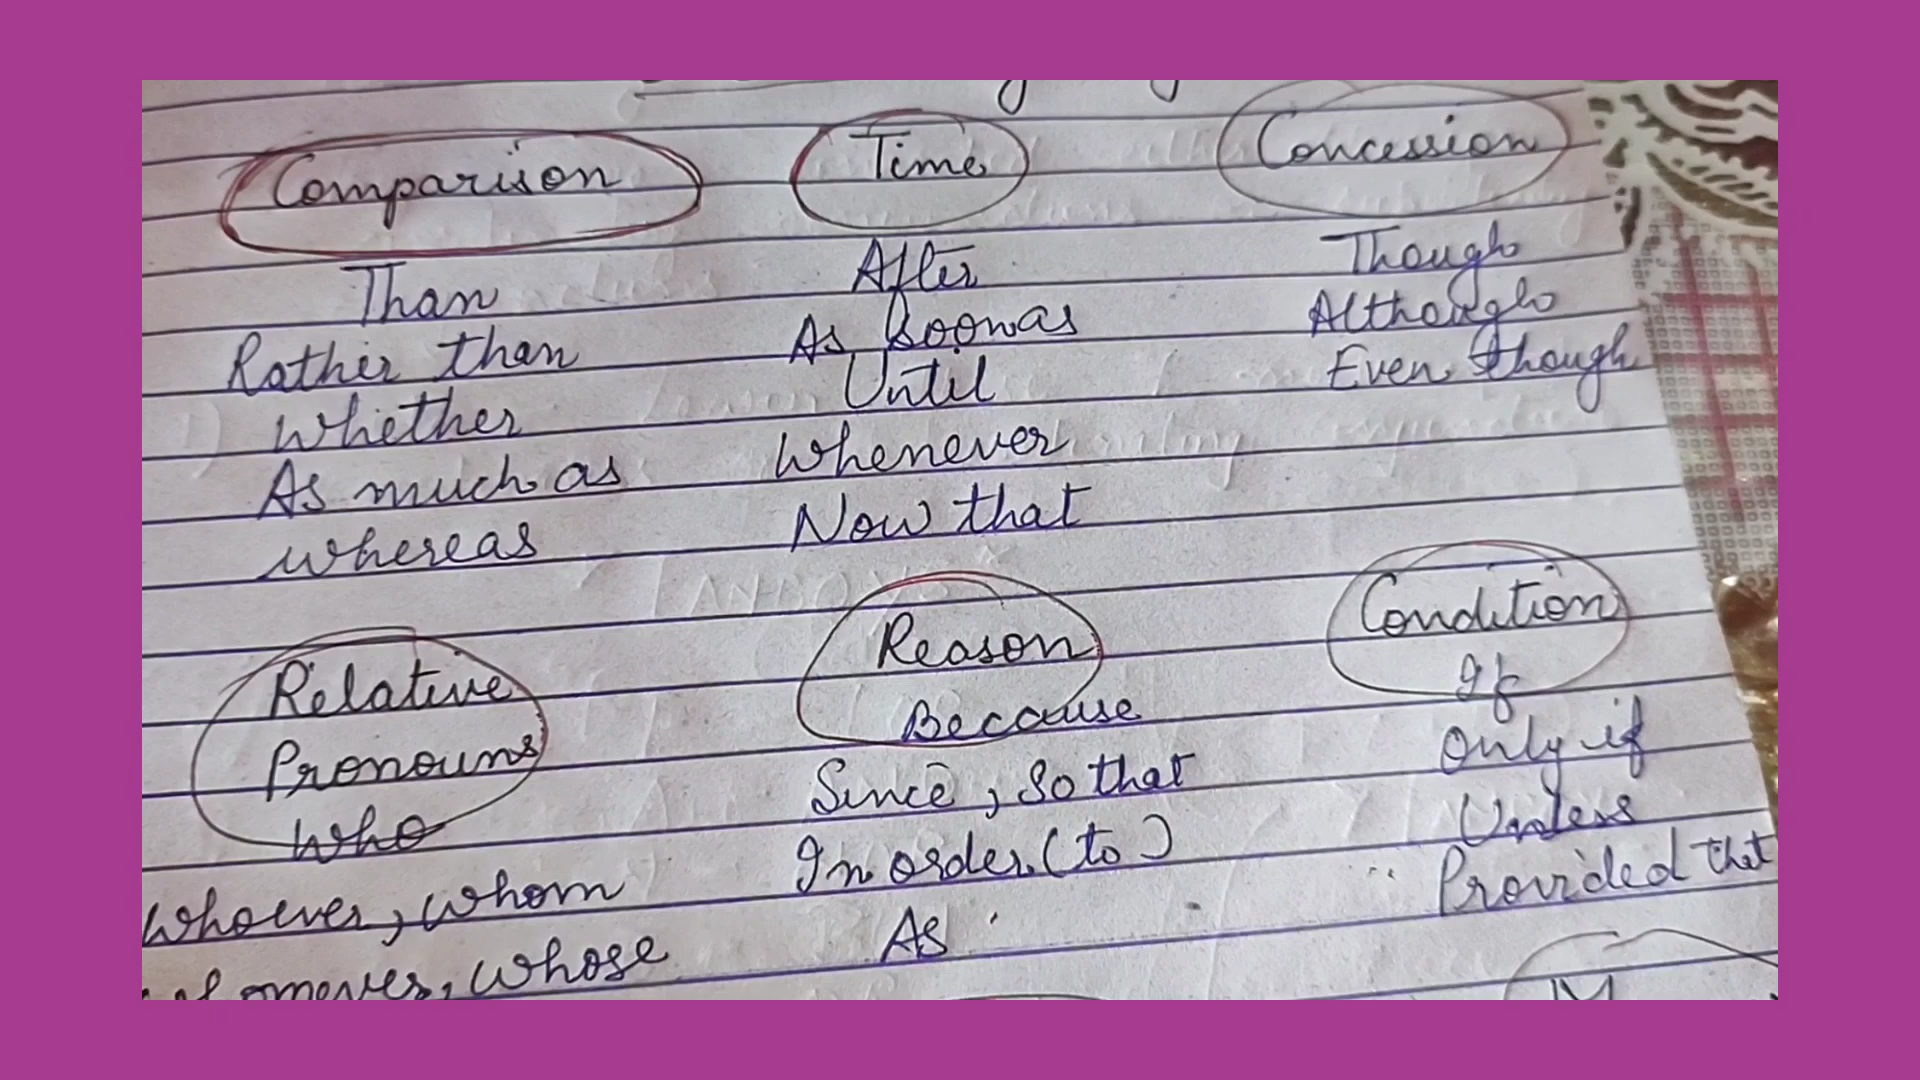 Comparison
Than
Rather than
Whether
As much as
whereas
Time
After
As soon as
Until
Whenever
Now that
Concession
Though
Although
Even though
Relative
Pronouns
Who
Whoever, whom
whose
Reason
Because
Since, so that
In order (to)
As
Condition
If
Only if
Unless
Provided that